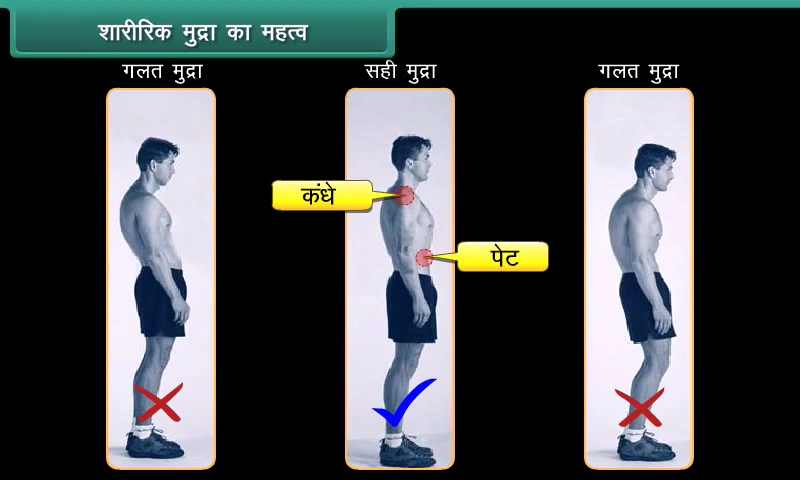 शारीरिक मुद्रा का महत्व
गलत मुद्रा
सही मुद्रा
गलत मुद्रा
कंधे
पेट